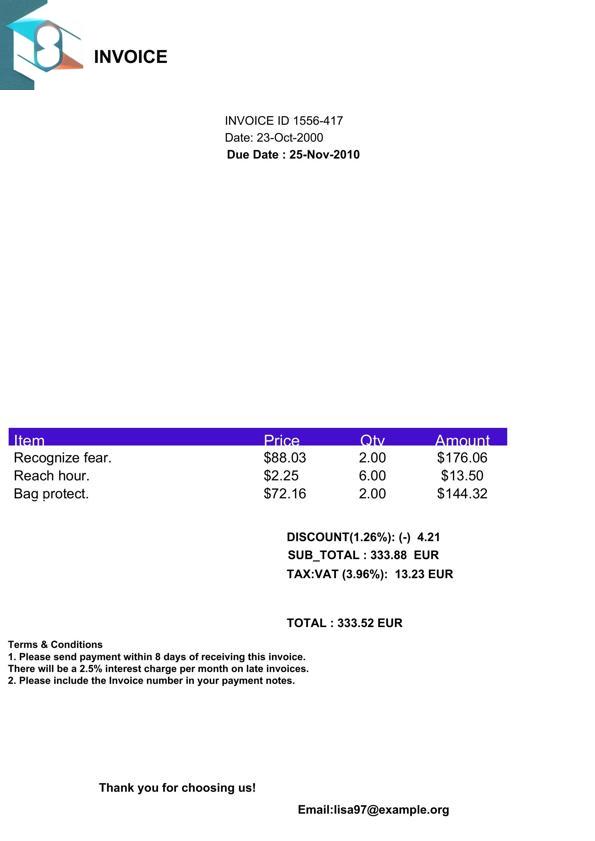 INVOICE
INVOICE ID 1556-417
Date: 23-Oct-2000
Due Date : 25-Nov-2010
Item Price Qty Amount
Recognize fear. $88.03 2.00 $176.06
Reach hour. $2.25 6.00 $13.50
Bag protect. $72.16 2.00 $144.32
DISCOUNT(1.26%): (-) 4.21
SUB_TOTAL : 333.88 EUR
TAX:VAT (3.96%): 13.23 EUR
TOTAL : 333.52 EUR
Terms & Conditions
1. Please send payment within 8 days of receiving this invoice.
There will be a 2.5% interest charge per month on late invoices.
2. Please include the Invoice number in your payment notes.
Thank you for choosing us!
Email:lisa97@example.org